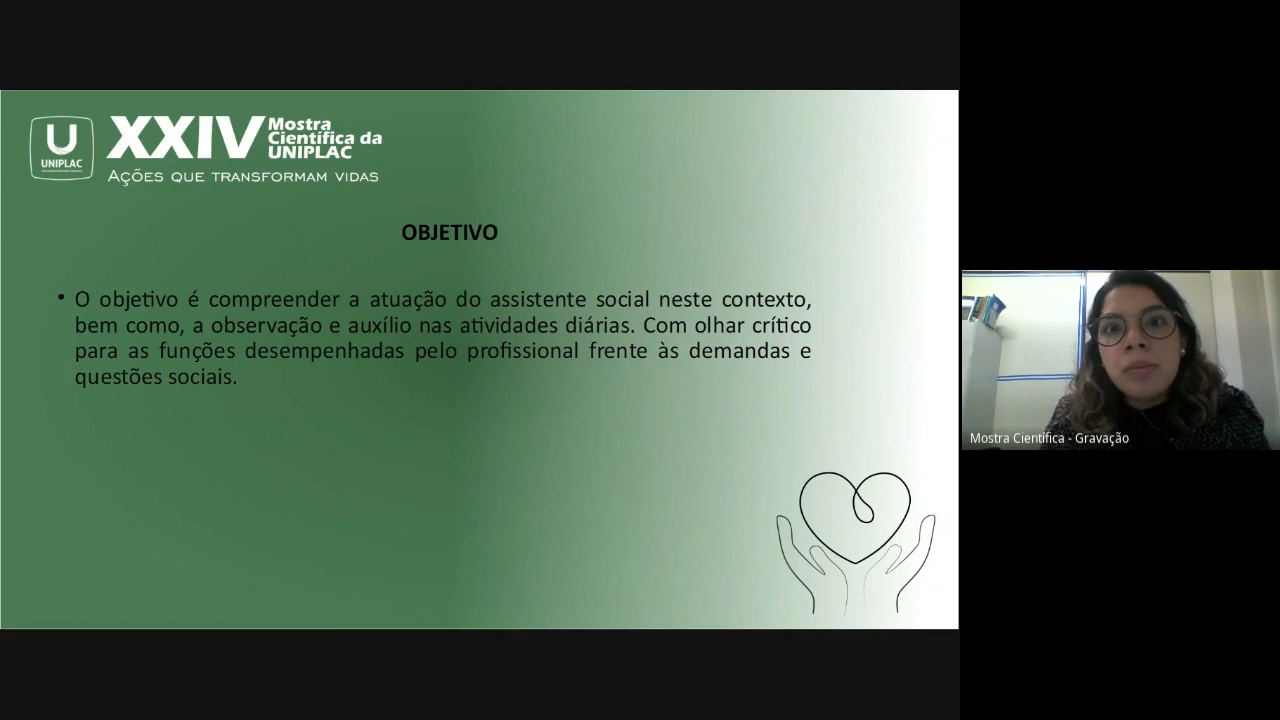 U
UNIPLAC
XXIV
Mostra
Científica da
UNIPLAC
AÇÕES QUE TRANSFORMAM VIDAS
OBJETIVO
• O objetivo é compreender a atuação do assistente social neste contexto,
bem como, a observação e auxílio nas atividades diárias. Com olhar crítico
para as funções desempenhadas pelo profissional frente às demandas e
questões sociais.
Mostra Científica - Gravação